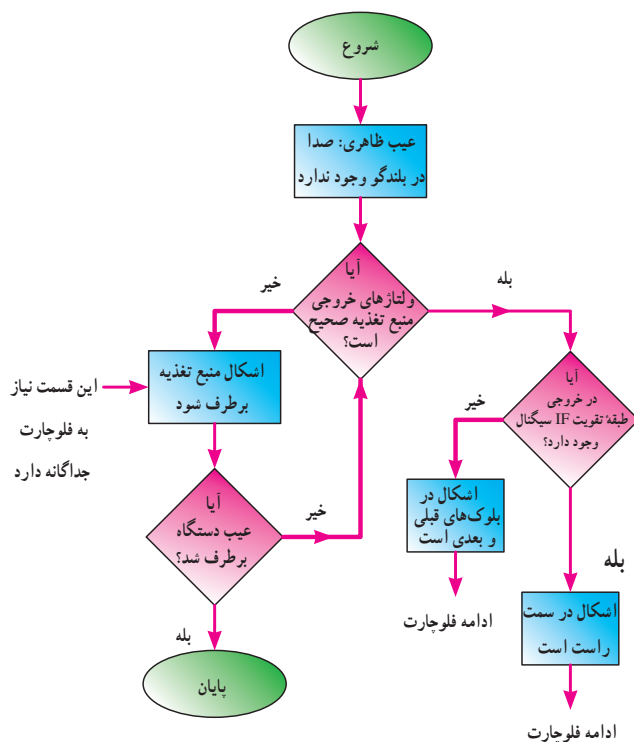 شروع
عیب ظاهری: صدا
در بلندگو وجود ندارد
آیا
ولتاژهای خروجی
منبع تغذیه صحیح
است؟
خیر
بله
اشکال منبع تغذیه
برطرف شود
این قسمت نیاز
به فلوچارت
جداگانه دارد
آیا
در خروجی
طبقهٔ تقویت IF سیگنال
وجود دارد؟
خیر
بله
اشکال در
بلوک‌های قبلی
و بعدی است
ادامه فلوچارت
آیا
عیب دستگاه
برطرف شد؟
خیر
بله
اشکال در سمت
راست است
ادامه فلوچارت
پایان